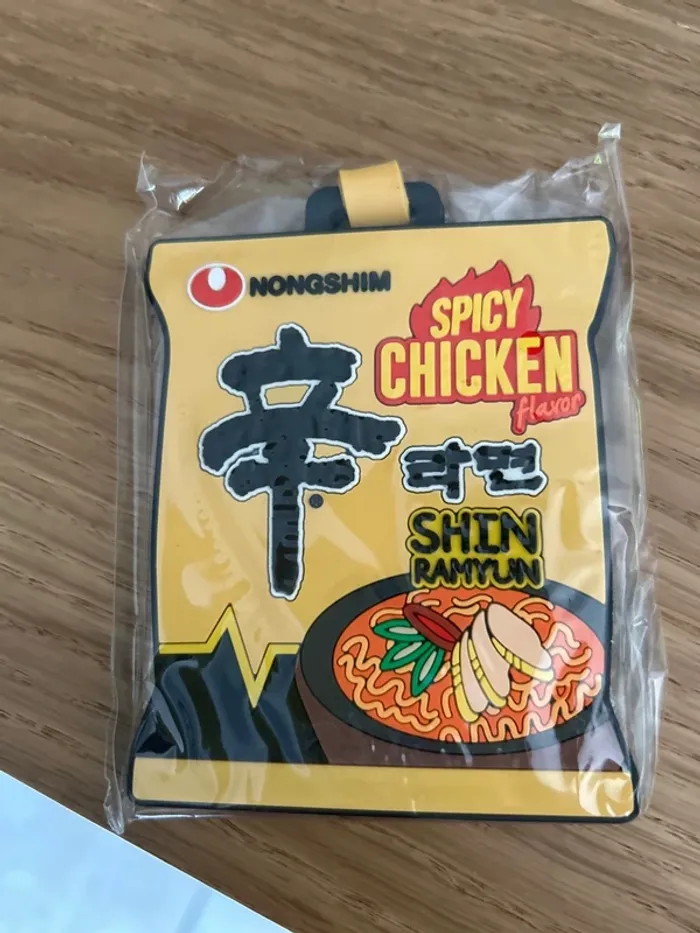 NONGSHIM
SPICY
CHICKEN
flavor
辛
라면
®
SHIN
RAMYUN